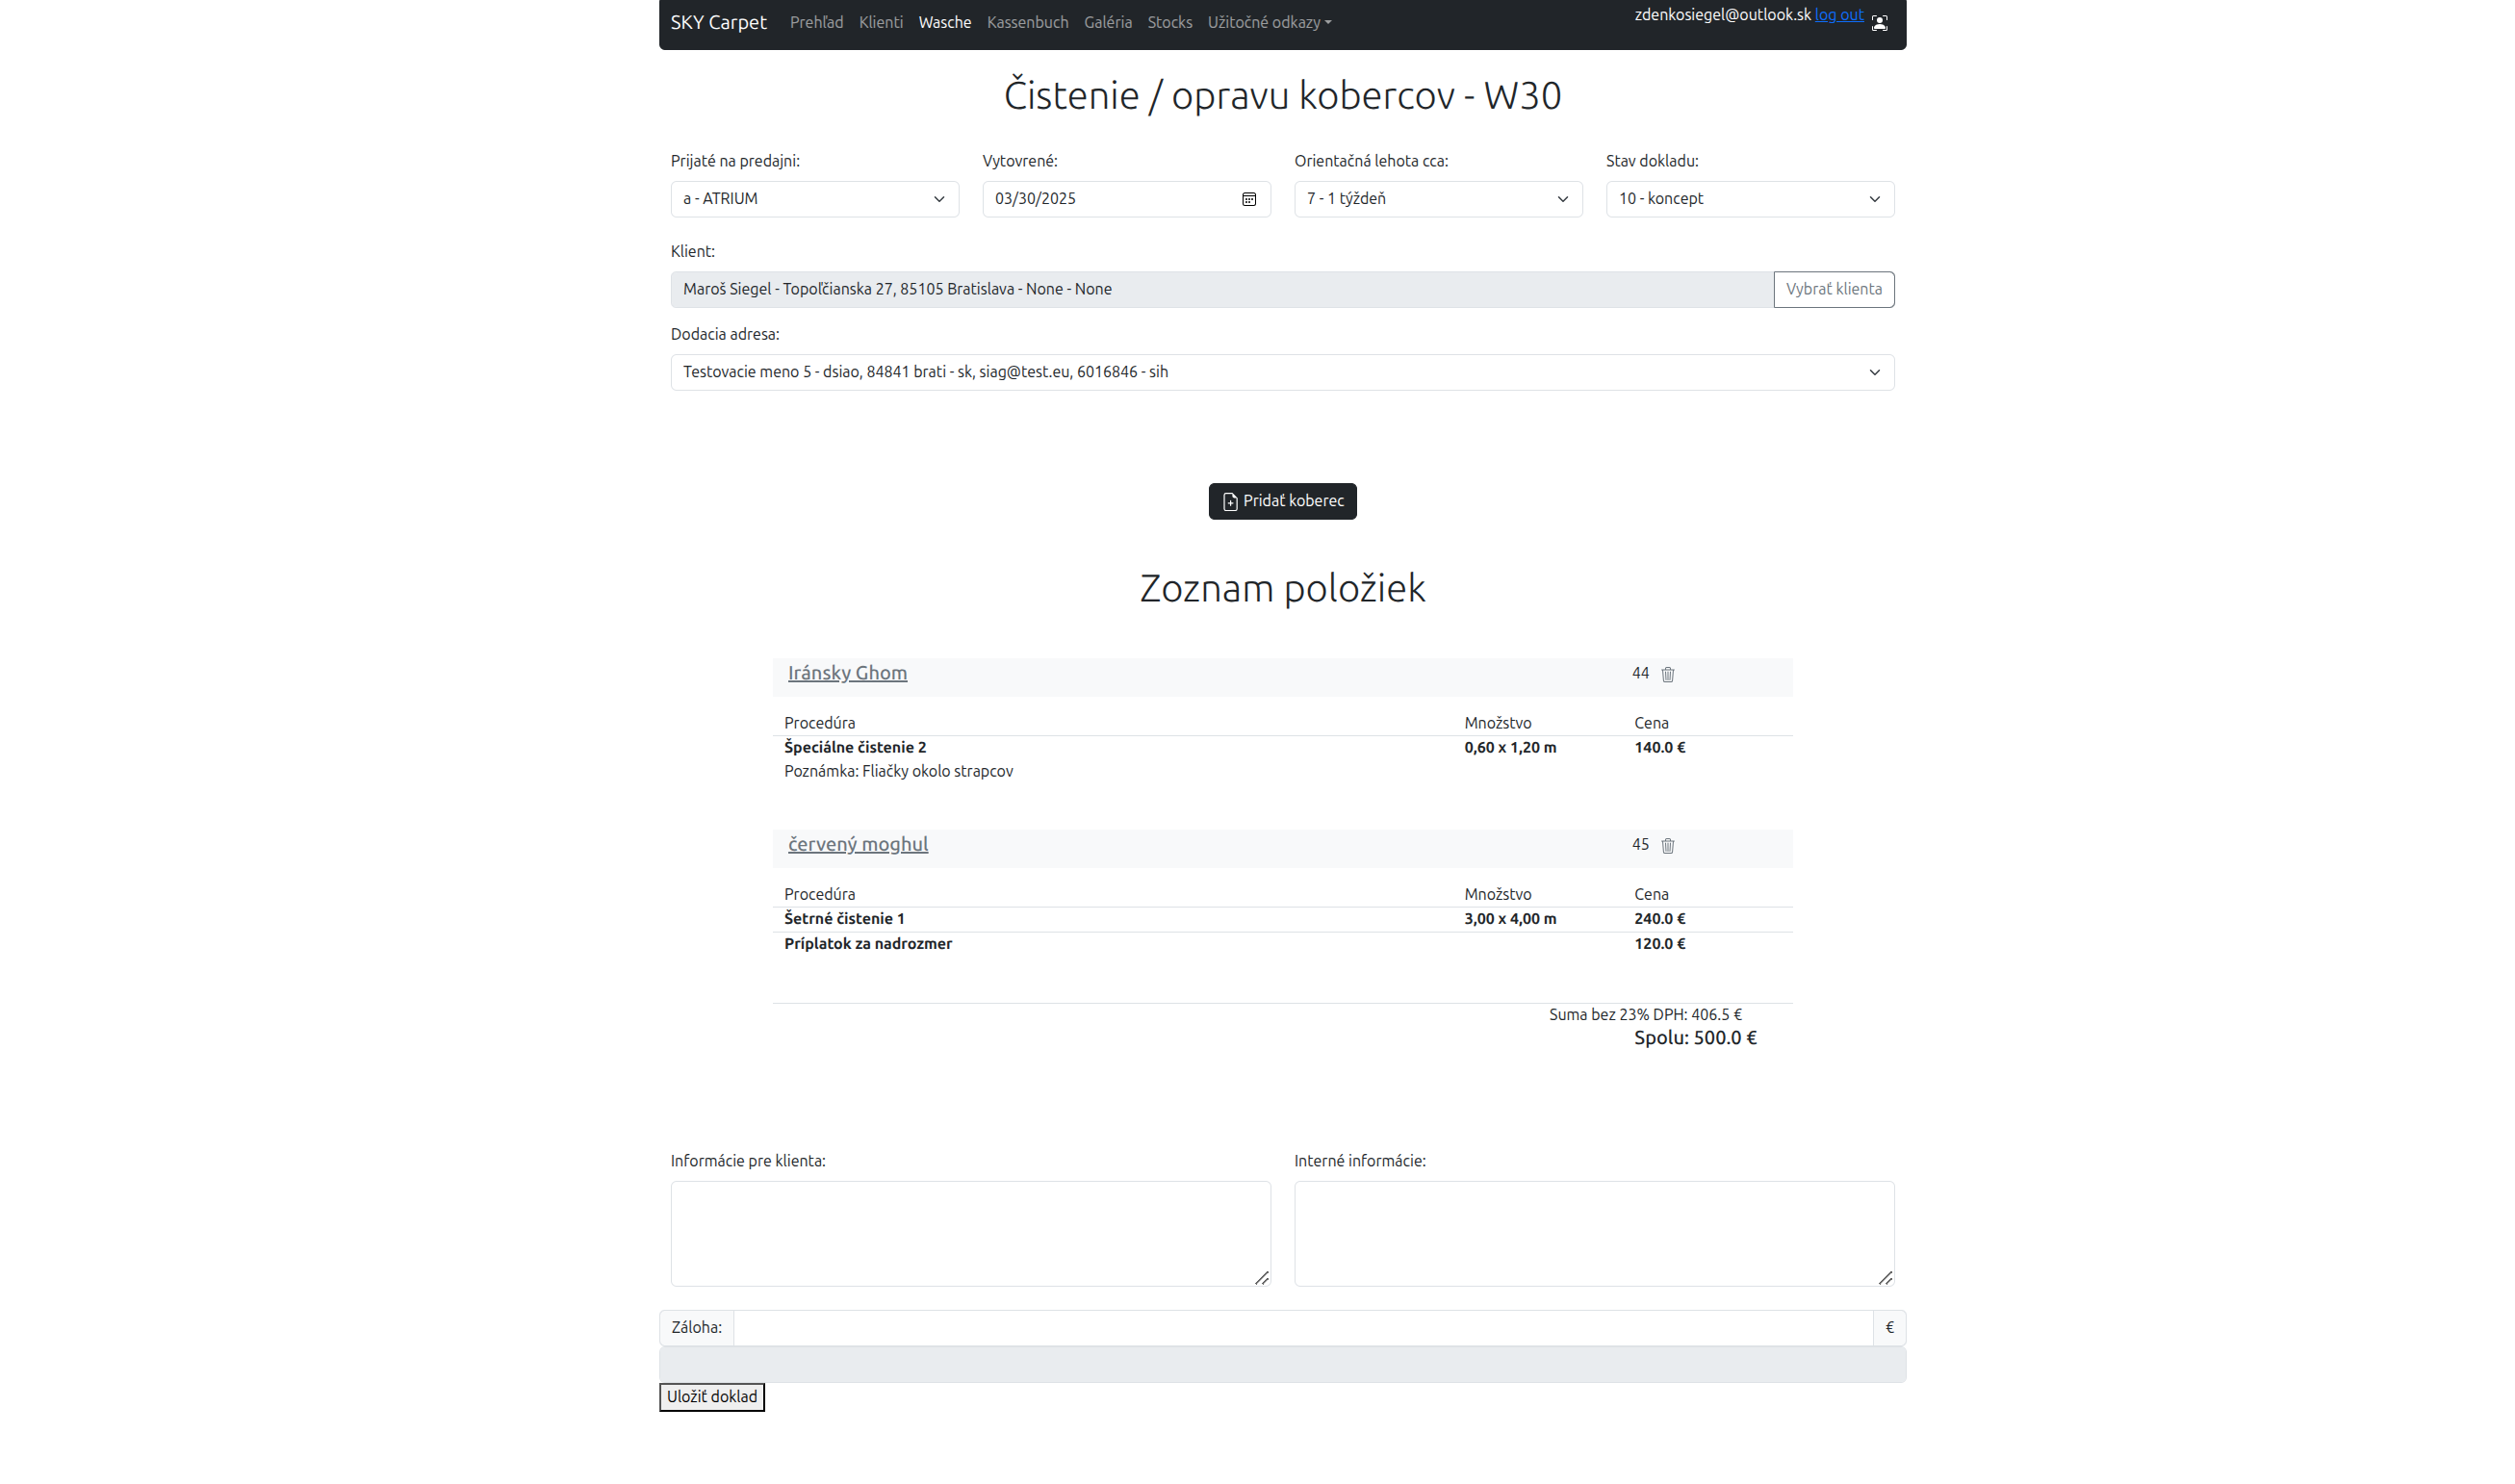 SKY Carpet Prehľad Klienti Wasche Kassenbuch Galéria Stocks Užitočné odkazy zdenkosiegel@outlook.sk log out
Čistenie / opravu kobercov - W30
Prijaté na predajni: Vytovrené: Orientačná lehota cca: Stav dokladu:
a - ATRIUM 03/30/2025 7 - 1 týždeň 10 - koncept
Klient:
Maroš Siegel - Topoľčianska 27, 85105 Bratislava - None - None Vybrať klienta
Dodacia adresa:
Testovacie meno 5 - dsiao, 84841 brati - sk, siag@test.eu, 6016846 - sih
Pridať koberec
Zoznam položiek
Iránsky Ghom 44
Procedúra Množstvo Cena
Špeciálne čistenie 2 0,60 x 1,20 m 140.0 €
Poznámka: Fliačky okolo strapcov
červený moghul 45
Procedúra Množstvo Cena
Šetrné čistenie 1 3,00 x 4,00 m 240.0 €
Príplatok za nadrozmer 120.0 €
Suma bez 23% DPH: 406.5 €
Spolu: 500.0 €
Informácie pre klienta: Interné informácie:
Záloha: €
Uložiť doklad